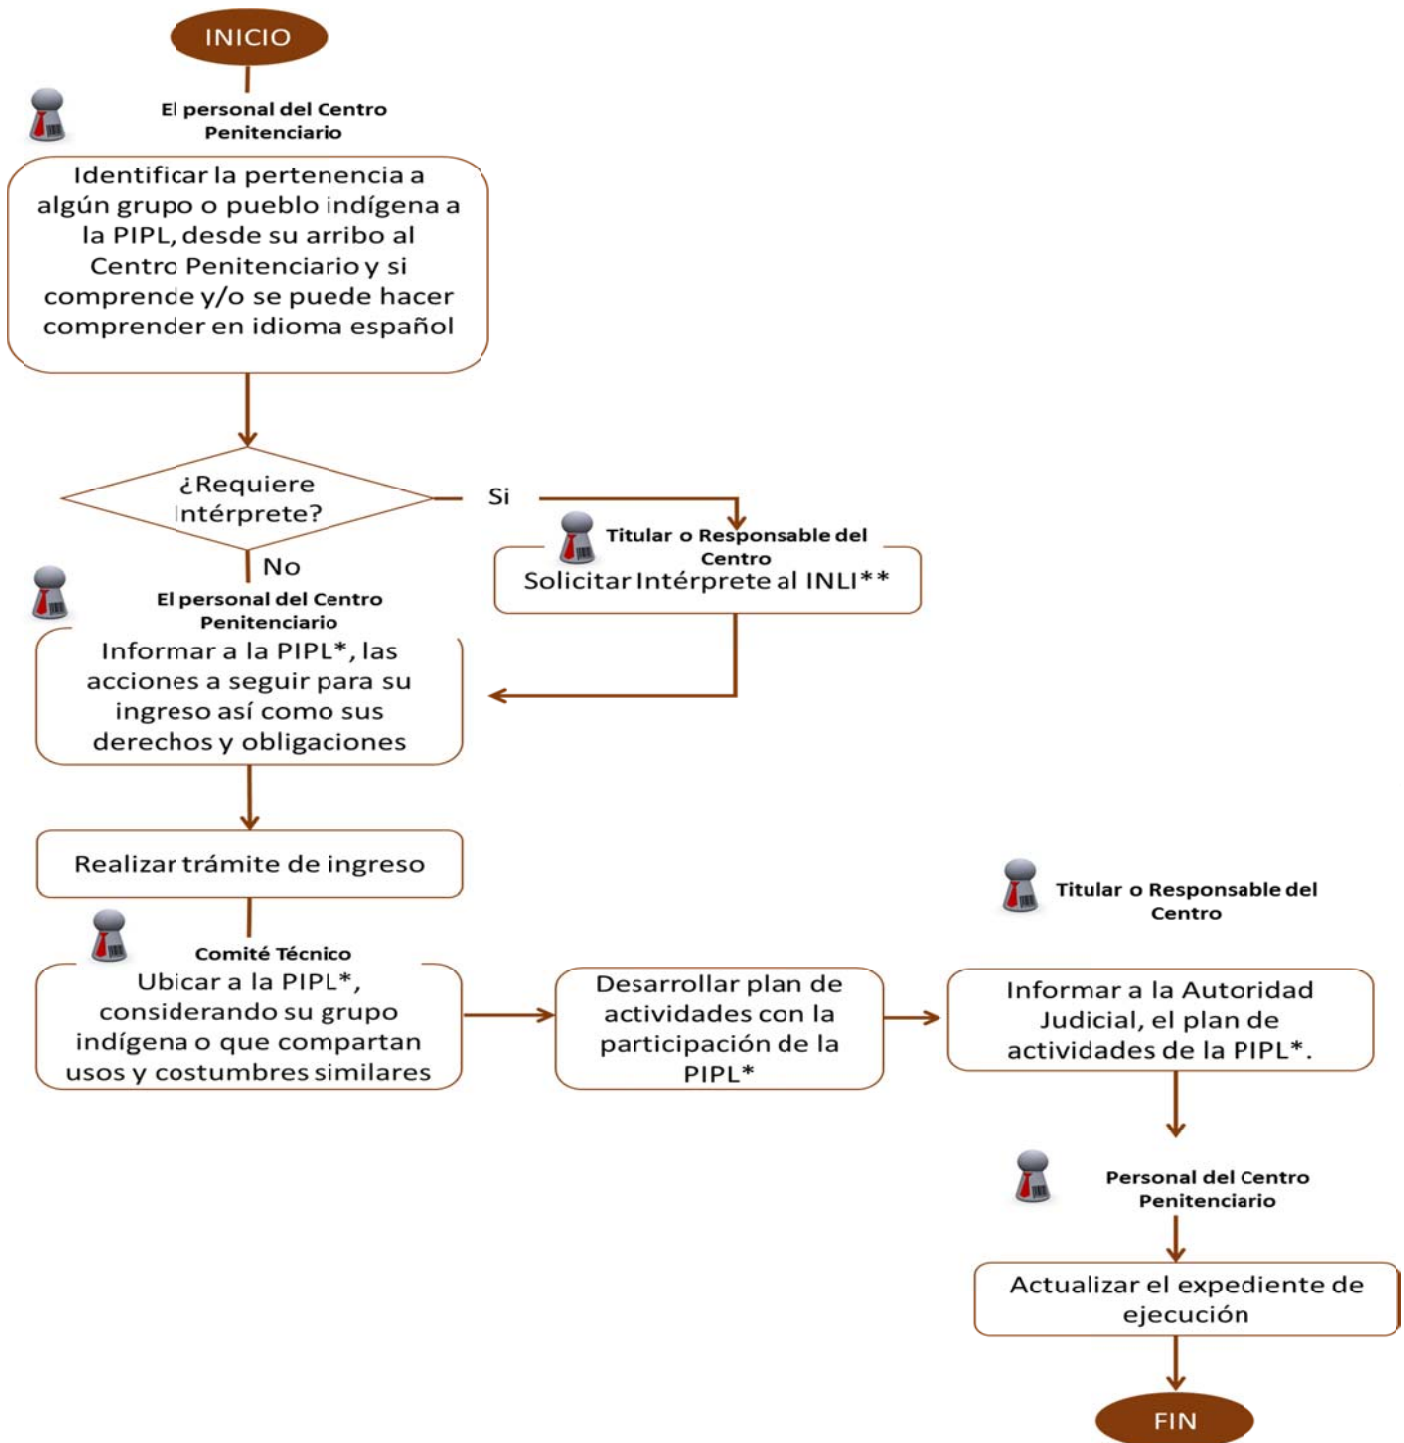 INICIO
El personal del Centro
Penitenciario
Identificar la pertenencia a
algún grupo o pueblo indígena a
la PIPL, desde su arribo al
Centro Penitenciario y si
comprende y/o se puede hacer
comprender en idioma español
¿Requiere
Intérprete?
Si
Titular o Responsable del
Centro
Solicitar Intérprete al INLI**
No
El personal del Centro
Penitenciario
Informar a la PIPL*, las
acciones a seguir para su
ingreso así como sus
derechos y obligaciones
Realizar trámite de ingreso
Comité Técnico
Ubicar a la PIPL*,
considerando su grupo
indígena o que compartan
usos y costumbres similares
Desarrollar plan de
actividades con la
participación de la
PIPL*
Titular o Responsable del
Centro
Informar a la Autoridad
Judicial, el plan de
actividades de la PIPL*.
Personal del Centro
Penitenciario
Actualizar el expediente de
ejecución
FIN